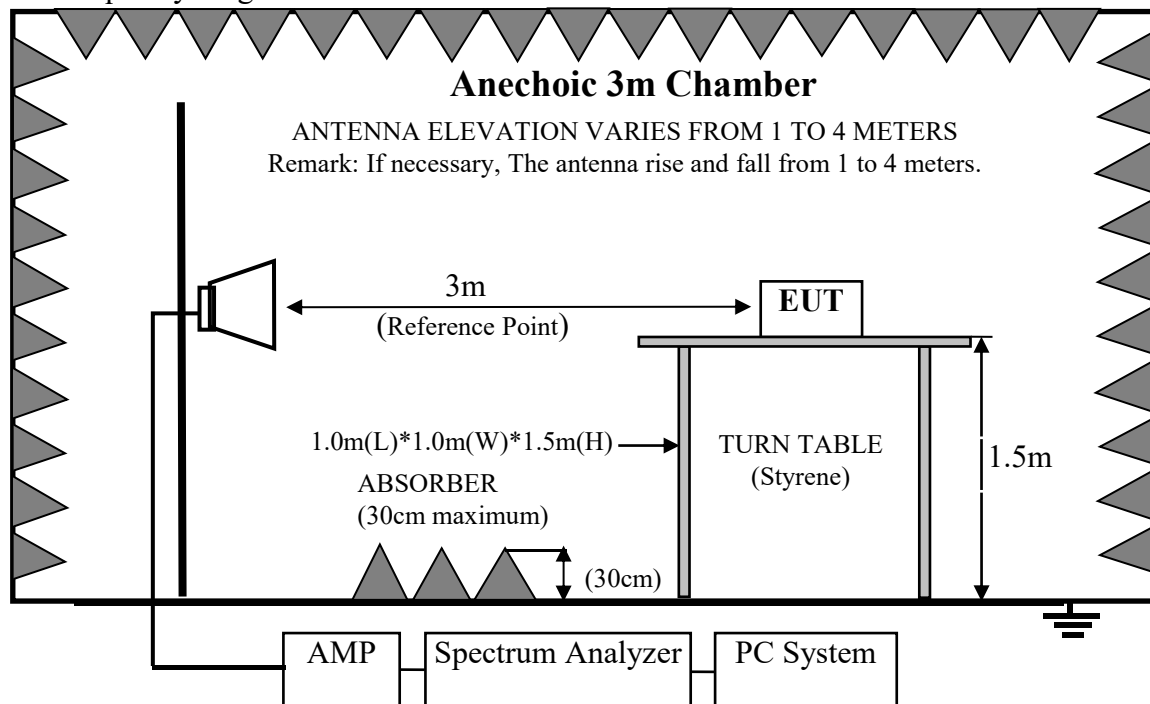 Anechoic 3m Chamber
ANTENNA ELEVATION VARIES FROM 1 TO 4 METERS
Remark: If necessary, The antenna rise and fall from 1 to 4 meters.
3m
(Reference Point)
EUT
1.0m(L)*1.0m(W)*1.5m(H)
TURN TABLE
(Styrene)
1.5m
ABSORBER
(30cm maximum)
(30cm)
AMP
Spectrum Analyzer
PC System